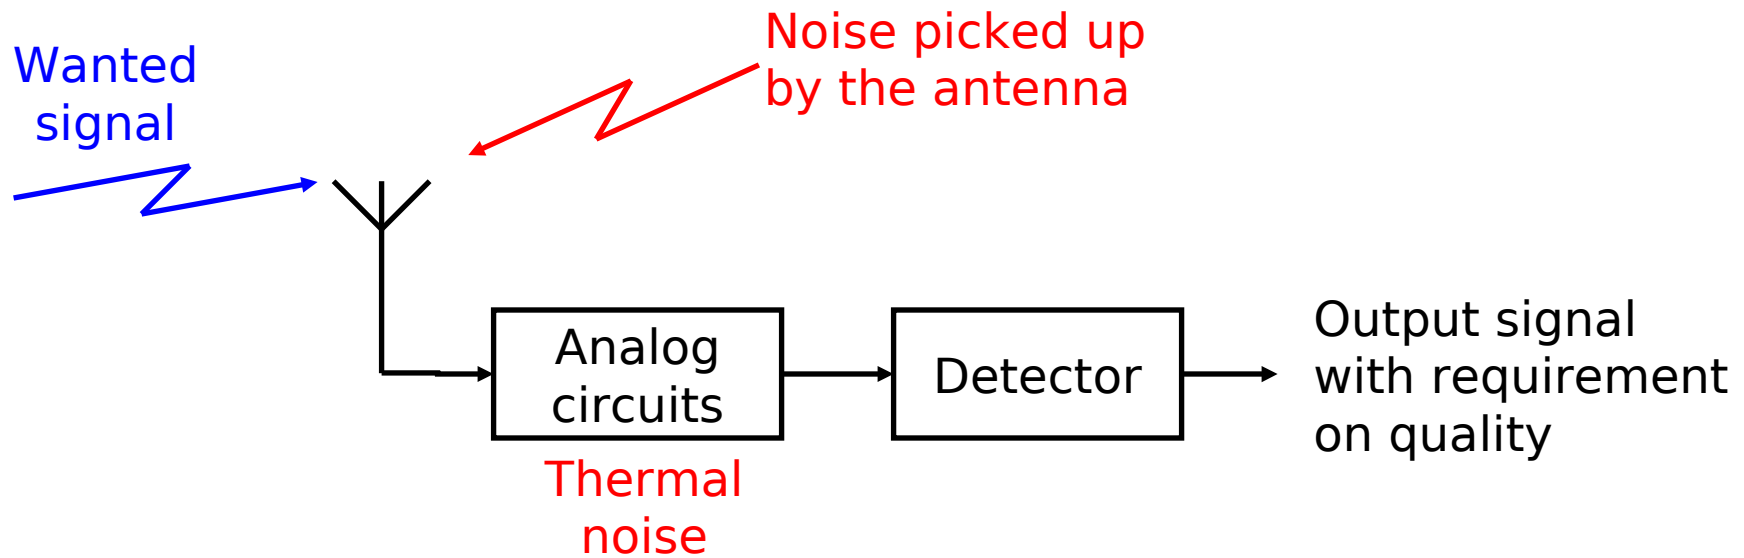 Wanted
signal
Noise picked up
by the antenna
Analog
circuits
Thermal
noise
Detector
Output signal
with requirement
on quality